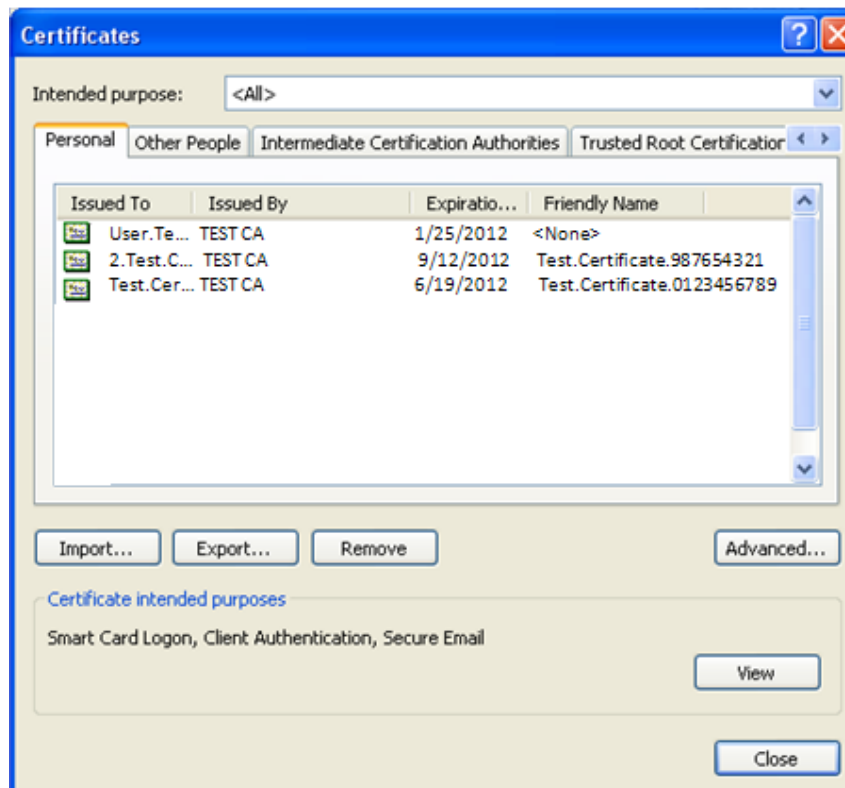 Certificates
Intended purpose: <All>
Personal Other People Intermediate Certification Authorities Trusted Root Certification
Issued To Issued By Expiratio... Friendly Name
User.Te... TEST CA 1/25/2012 <None>
2.Test.C... TEST CA 9/12/2012 Test.Certificate.987654321
Test.Cer... TEST CA 6/19/2012 Test.Certificate.0123456789
Import... Export... Remove Advanced...
Certificate intended purposes
Smart Card Logon, Client Authentication, Secure Email
View
Close